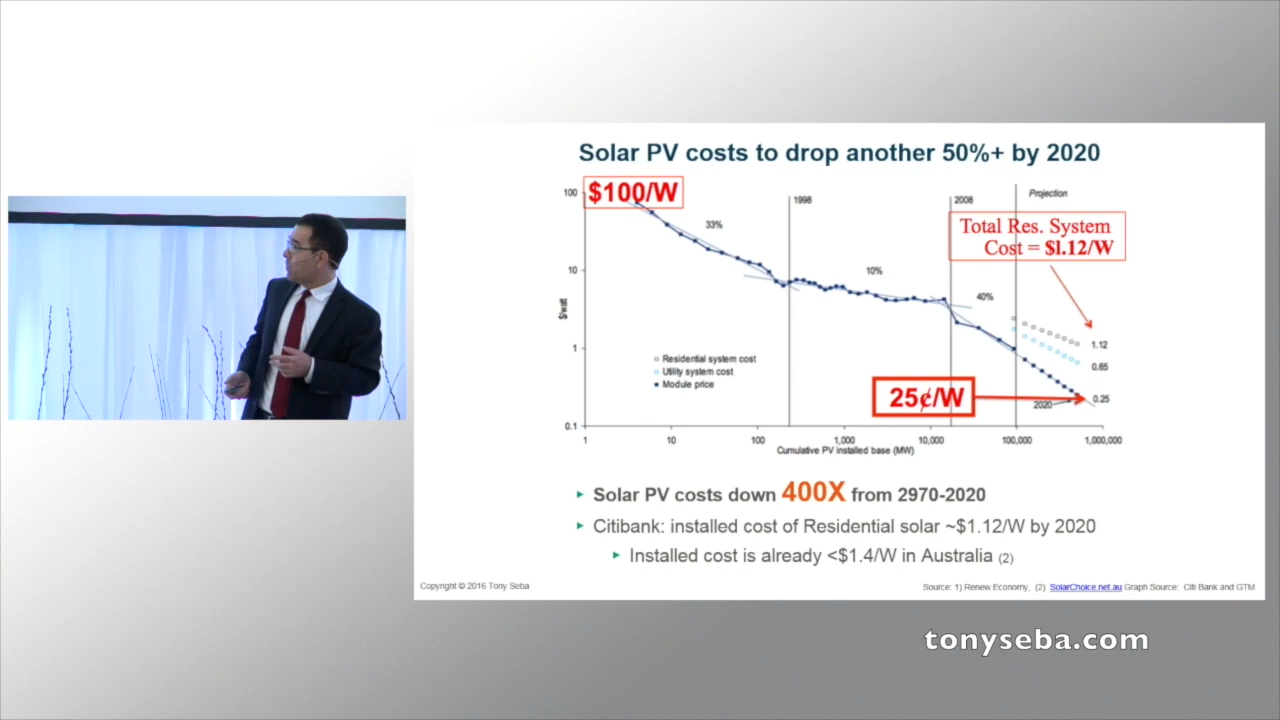 Solar PV costs to drop another 50%+ by 2020
100
$100/W
1998
2008
Projection
33%
Total Res. System
Cost = $l.12/W
10
10%
40%
$/watt
1
1.12
Residential system cost
0.65
Utility system cost
Module price
25¢/W
0.25
2020
0.1
1
10
100
1,000
10,000
100,000
1,000,000
Cumulative PV installed base (MW)
Solar PV costs down 400X from 2970-2020
Citibank: installed cost of Residential solar ~$1.12/W by 2020
Installed cost is already <$1.4/W in Australia (2)
Copyright © 2016 Tony Seba
Source: 1) Renew Economy, (2) SolarChoice.net.au Graph Source: Citi Bank and GTM
tonyseba.com